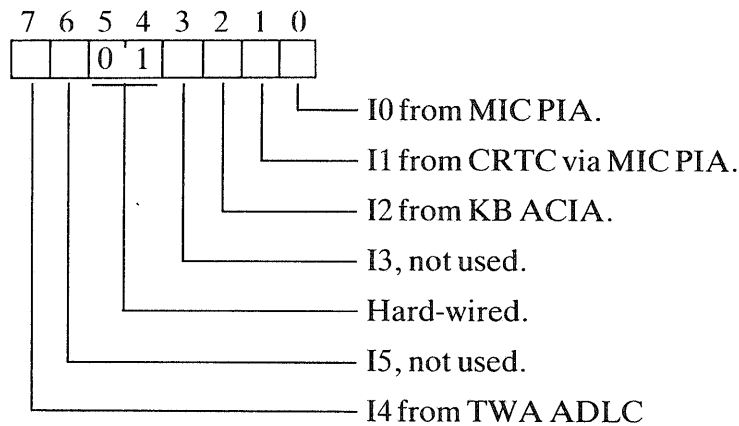 7 6 5 4 3 2 1 0
0 1
I0 from MIC PIA.
I1 from CRTC via MIC PIA.
I2 from KB ACIA.
I3, not used.
Hard-wired.
I5, not used.
I4 from TWA ADLC